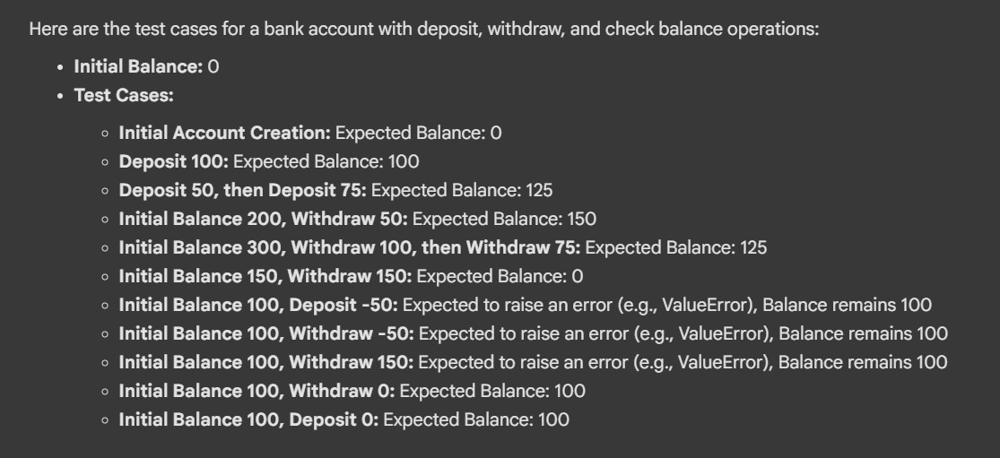 Here are the test cases for a bank account with deposit, withdraw, and check balance operations:
• Initial Balance: 0
• Test Cases:
◦ Initial Account Creation: Expected Balance: 0
◦ Deposit 100: Expected Balance: 100
◦ Deposit 50, then Deposit 75: Expected Balance: 125
◦ Initial Balance 200, Withdraw 50: Expected Balance: 150
◦ Initial Balance 300, Withdraw 100, then Withdraw 75: Expected Balance: 125
◦ Initial Balance 150, Withdraw 150: Expected Balance: 0
◦ Initial Balance 100, Deposit -50: Expected to raise an error (e.g., ValueError), Balance remains 100
◦ Initial Balance 100, Withdraw -50: Expected to raise an error (e.g., ValueError), Balance remains 100
◦ Initial Balance 100, Withdraw 150: Expected to raise an error (e.g., ValueError), Balance remains 100
◦ Initial Balance 100, Withdraw 0: Expected Balance: 100
◦ Initial Balance 100, Deposit 0: Expected Balance: 100